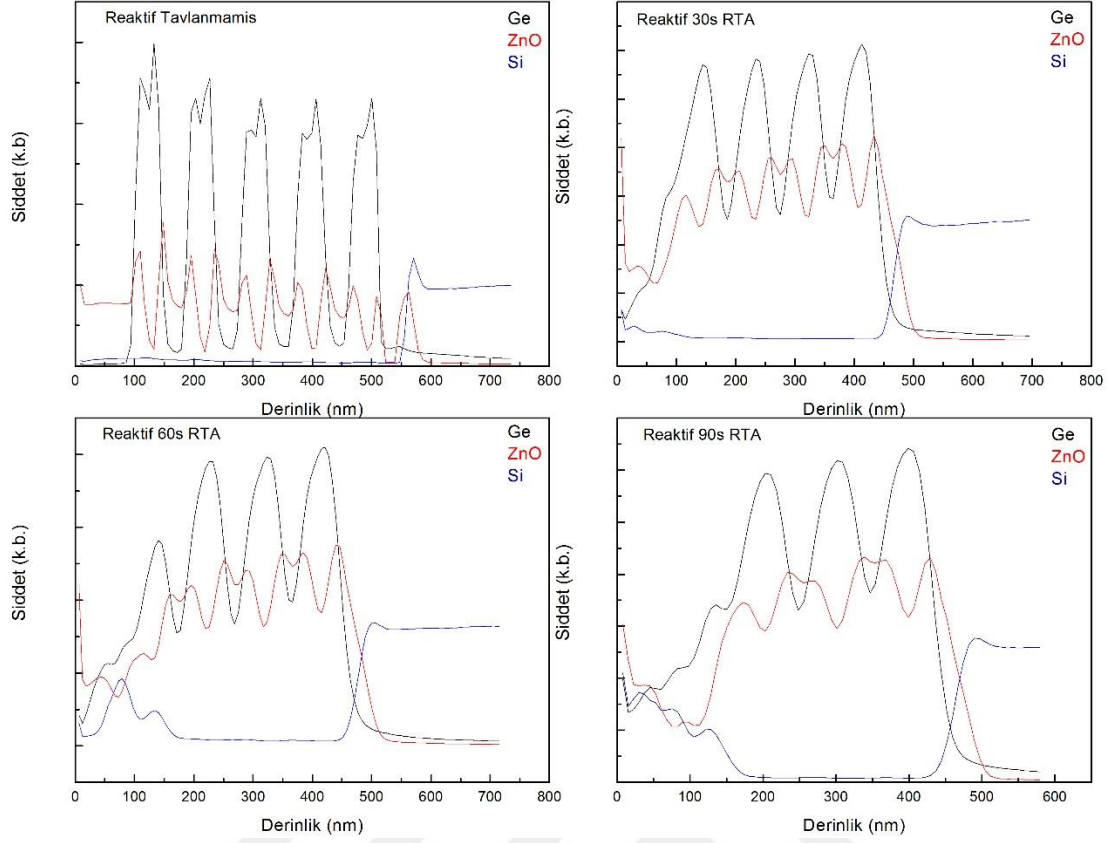 Reaktif Tavlanmamis
Ge
ZnO
Si
Siddet (k.b)
0 100 200 300 400 500 600 700 800
Derinlik (nm)
Reaktif 30s RTA
Ge
ZnO
Si
Siddet (k.b.)
0 100 200 300 400 500 600 700 800
Derinlik (nm)
Reaktif 60s RTA
Ge
ZnO
Si
Siddet (k.b.)
0 100 200 300 400 500 600 700 800
Derinlik (nm)
Reaktif 90s RTA
Ge
ZnO
Si
Siddet (k.b.)
0 100 200 300 400 500 600
Derinlik (nm)